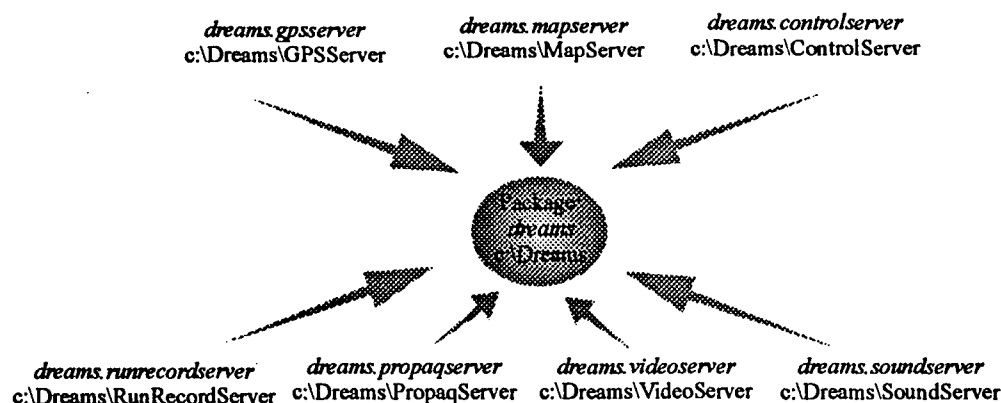 dreams.gpsserver
c:\Dreams\GPSServer
dreams.mapserver
c:\Dreams\MapServer
dreams.controlserver
c:\Dreams\ControlServer
Package:
dreams
c:\Dreams
dreams.runrecordserver
c:\Dreams\RunRecordServer
dreams.propaqserver
c:\Dreams\PropaqServer
dreams.videoserver
c:\Dreams\VideoServer
dreams.soundserver
c:\Dreams\SoundServer